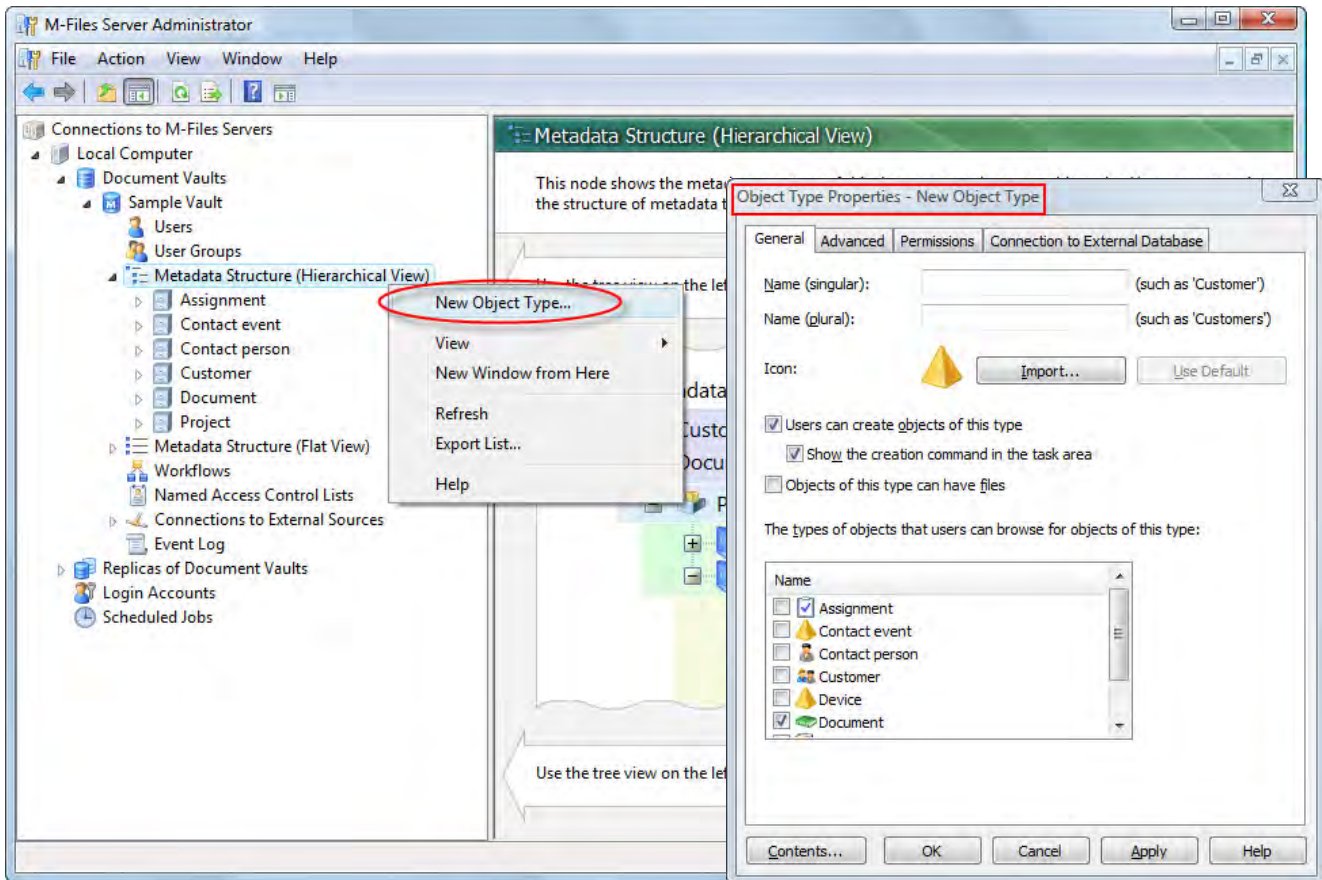 M-Files Server Administrator
File Action View Window Help
Connections to M-Files Servers
Local Computer
Document Vaults
Sample Vault
Users
User Groups
Metadata Structure (Hierarchical View)
Assignment
Contact event
Contact person
Customer
Document
Project
Metadata Structure (Flat View)
Workflows
Named Access Control Lists
Connections to External Sources
Event Log
Replicas of Document Vaults
Login Accounts
Scheduled Jobs
New Object Type...
View
New Window from Here
Refresh
Export List...
Help
Metadata Structure (Hierarchical View)
This node shows the
the structure of metadata
Use the tree view on the
Object Type Properties - New Object Type
General Advanced Permissions Connection to External Database
Name (singular): (such as 'Customer')
Name (plural): (such as 'Customers')
Icon: Import... Use Default
Users can create objects of this type
Show the creation command in the task area
Objects of this type can have files
The types of objects that users can browse for objects of this type:
Name
Assignment
Contact event
Contact person
Customer
Device
Document
Contents... OK Cancel Apply Help